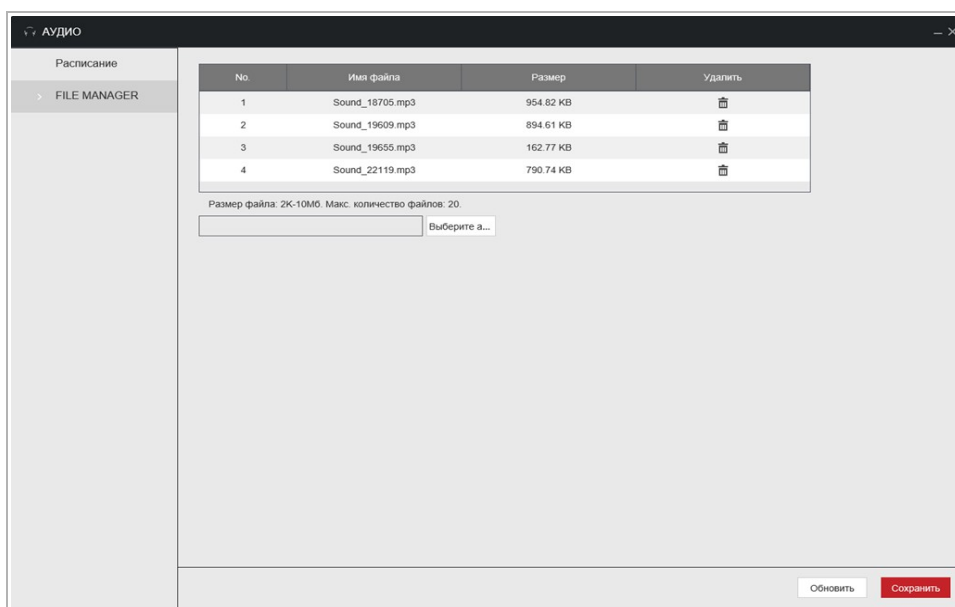 АУДИО
Расписание
FILE MANAGER
No. Имя файла Размер Удалить
1 Sound_18705.mp3 954.82 KB
2 Sound_19609.mp3 894.61 KB
3 Sound_19655.mp3 162.77 KB
4 Sound_22119.mp3 790.74 KB
Размер файла: 2K-10Мб. Макс. количество файлов: 20.
Выберите а...
Обновить Сохранить